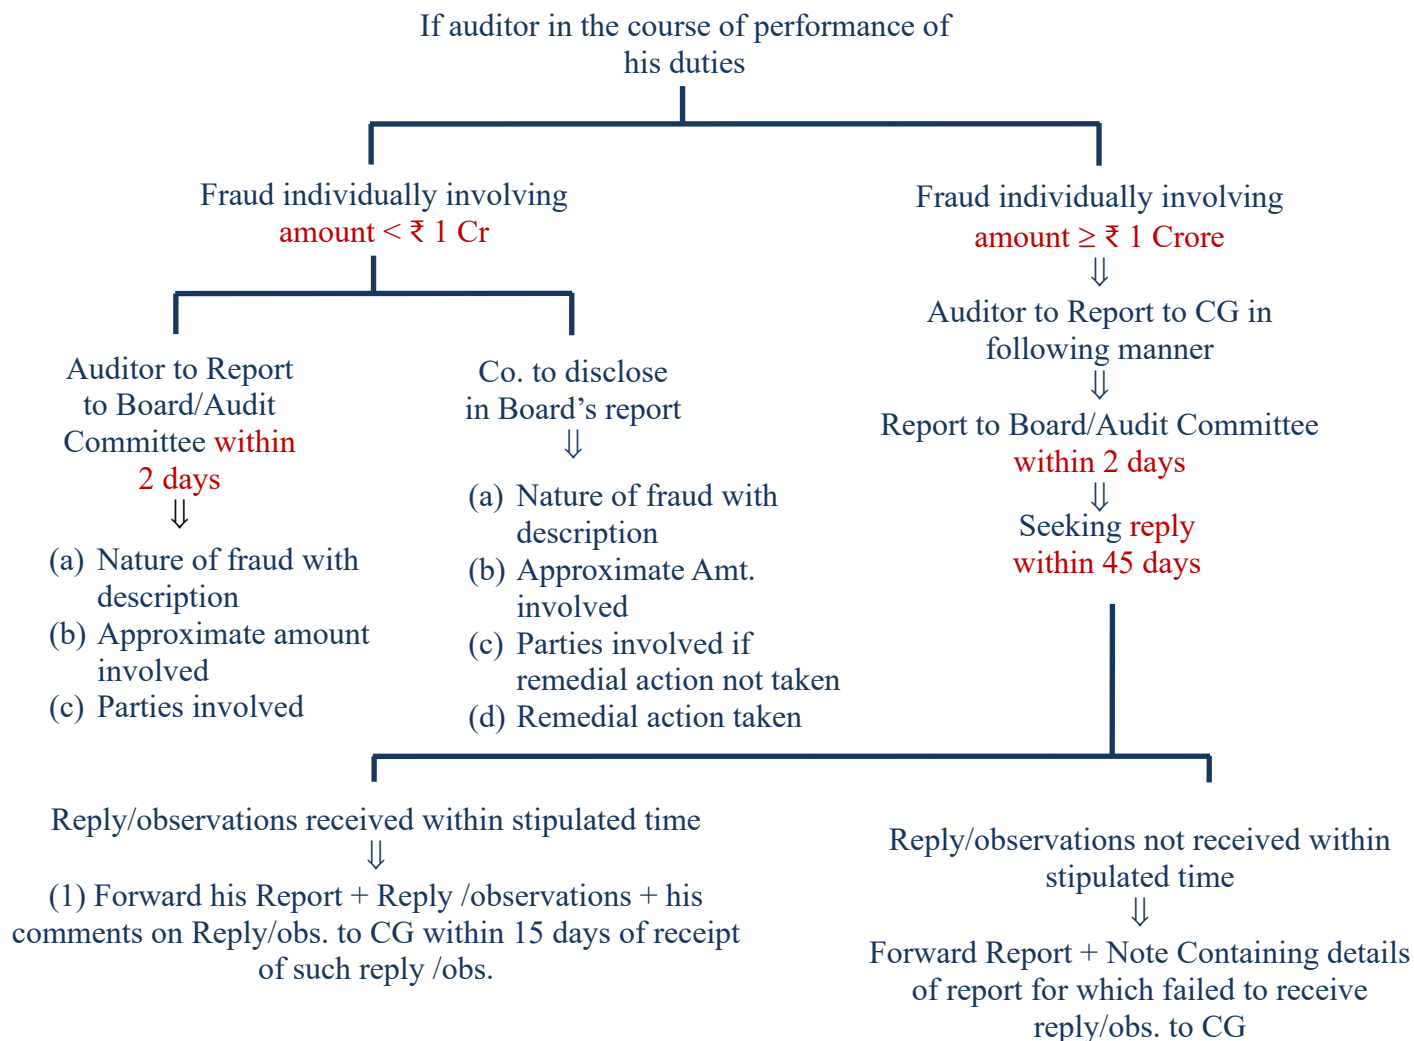 If auditor in the course of performance of
his duties
Fraud individually involving
amount < ₹ 1 Cr
Fraud individually involving
amount ≥ ₹ 1 Crore
⇓
Auditor to Report to CG in
following manner
⇓
Report to Board/Audit Committee
within 2 days
⇓
Seeking reply
within 45 days
Auditor to Report
to Board/Audit
Committee within
2 days
⇓
(a) Nature of fraud with
description
(b) Approximate amount
involved
(c) Parties involved
Co. to disclose
in Board’s report
⇓
(a) Nature of fraud with
description
(b) Approximate Amt.
involved
(c) Parties involved if
remedial action not taken
(d) Remedial action taken
Reply/observations received within stipulated time
⇓
(1) Forward his Report + Reply /observations + his
comments on Reply/obs. to CG within 15 days of receipt
of such reply /obs.
Reply/observations not received within
stipulated time
⇓
Forward Report + Note Containing details
of report for which failed to receive
reply/obs. to CG